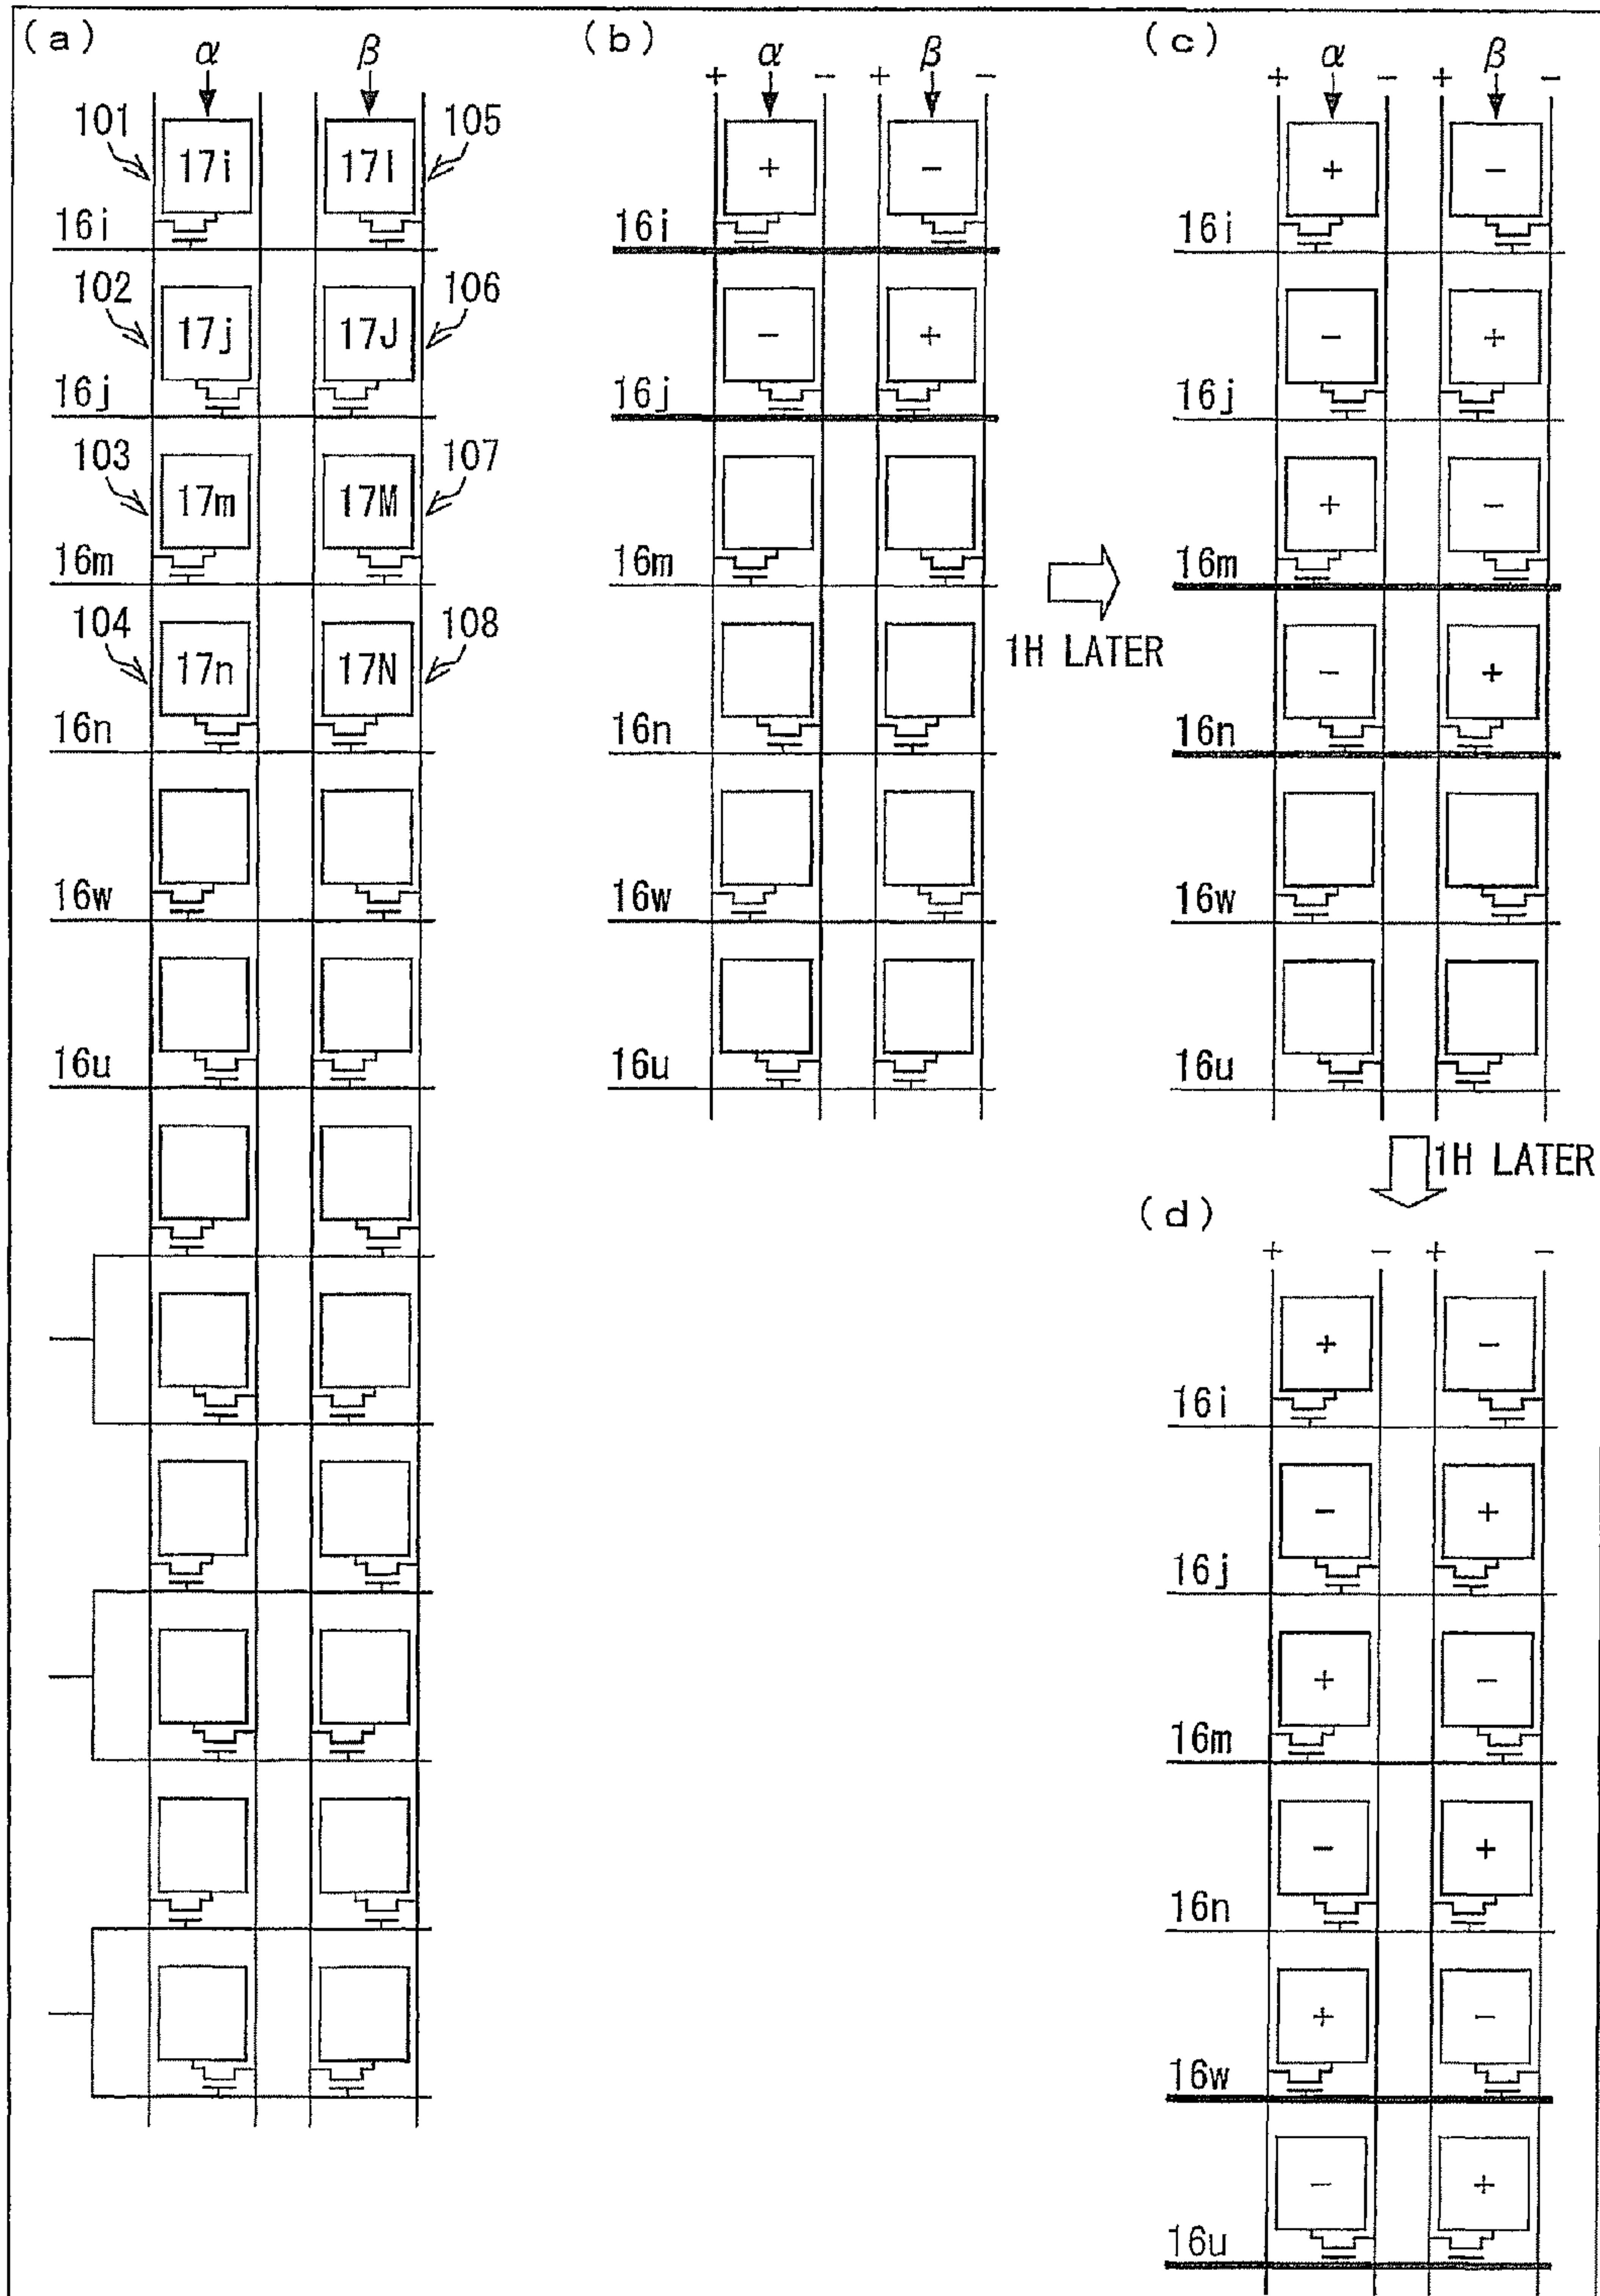 (a)
α β
101 17i 17I 105
16i
102 17j 17J 106
16j
103 17m 17M 107
16m
104 17n 17N 108
16n
16w
16u
(b)
α β
+ - + -
+ -
16i
- +
16j
16m
16n
16w
16u
1H LATER
(c)
α β
+ - + -
+ -
16i
- +
16j
+ -
16m
- +
16n
16w
16u
1H LATER
(d)
+ - + -
+ -
16i
- +
16j
+ -
16m
- +
16n
+ -
16w
- +
16u